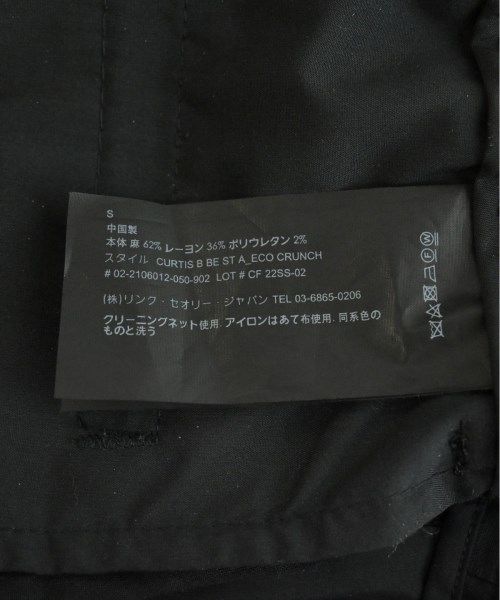 S
中国製
本体 麻 62% レーヨン 36% ポリウレタン 2%
スタイル CURTIS B BE ST A_ECO CRUNCH
# 02-2106012-050-902 LOT # CF 22SS-02
(株)リンク・セオリー・ジャパン TEL 03-6865-0206
クリーニングネット使用. アイロンはあて布使用. 同系色の
ものと洗う
F W